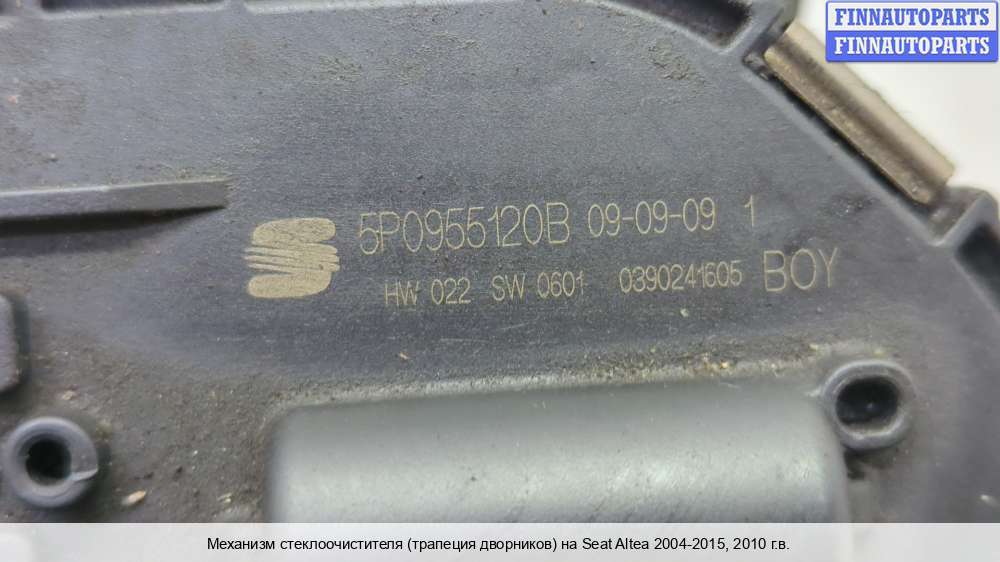 FINNAUTOPARTS
FINNAUTOPARTS
5P0955120B 09-09-09 1
HW 022 SW 0601 0390241605 BOY
Механизм стеклоочистителя (трапеция дворников) на Seat Altea 2004-2015, 2010 г.в.